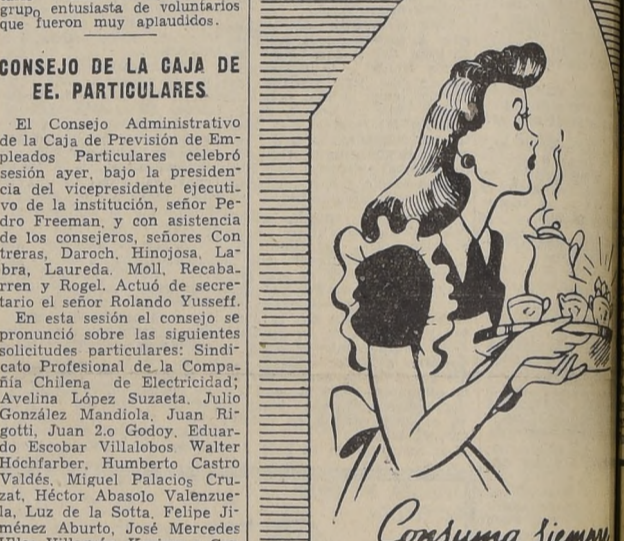 grupo entusiasta de voluntarios
que fueron muy aplaudidos.
CONSEJO DE LA CAJA DE
EE. PARTICULARES
El Consejo Administrativo
de la Caja de Previsión de Em-
pleados Particulares celebró
sesión ayer, bajo la presiden-
cia del vicepresidente ejecuti-
vo de la institución, señor Pe-
dro Freeman, y con asistencia
de los consejeros, señores Con
treras, Daroch, Hinojosa, La-
bra, Laureda, Moll, Recaba-
rren y Rogel. Actuó de secre-
tario el señor Rolando Yusseff.
En esta sesión el consejo se
pronunció sobre las siguientes
solicitudes particulares: Sindi-
cato Profesional de la Compa-
ñía Chilena de Electricidad;
Avelina López Suzaeta, Julio
González Mandiola, Juan Ri-
gotti, Juan 2.o Godoy, Eduar-
do Escobar Villalobos, Walter
Hochfarber, Humberto Castro
Valdés, Miguel Palacios Cru-
zat, Héctor Abasolo Valenzue-
la, Luz de la Sotta, Felipe Ji-
ménez Aburto, José Mercedes
Consuma siempre